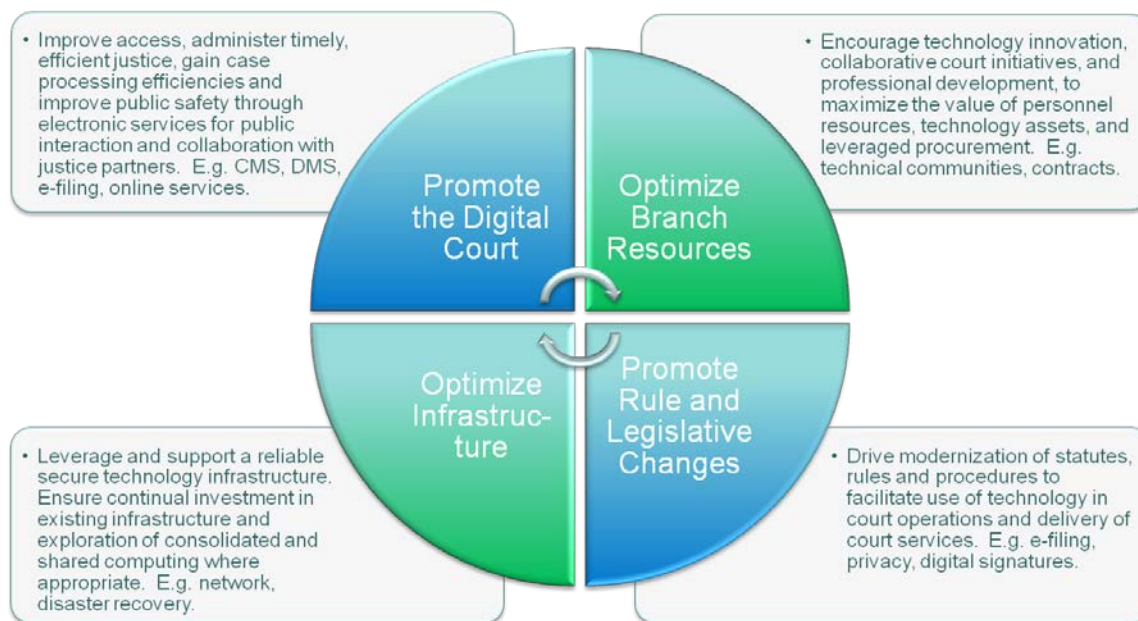 • Improve access, administer timely,
efficient justice, gain case
processing efficiencies and
improve public safety through
electronic services for public
interaction and collaboration with
justice partners.  E.g. CMS, DMS,
e-filing, online services.
• Encourage technology innovation,
collaborative court initiatives, and
professional development, to
maximize the value of personnel
resources, technology assets, and
leveraged procurement.  E.g.
technical communities, contracts.
Promote
the Digital
Court
Optimize
Branch
Resources
Optimize
Infrastruc-
ture
Promote
Rule and
Legislative
Changes
• Leverage and support a reliable
secure technology infrastructure.
Ensure continual investment in
existing infrastructure and
exploration of consolidated and
shared computing where
appropriate.  E.g. network,
disaster recovery.
• Drive modernization of statutes,
rules and procedures to
facilitate use of technology in
court operations and delivery of
court services.  E.g. e-filing,
privacy, digital signatures.